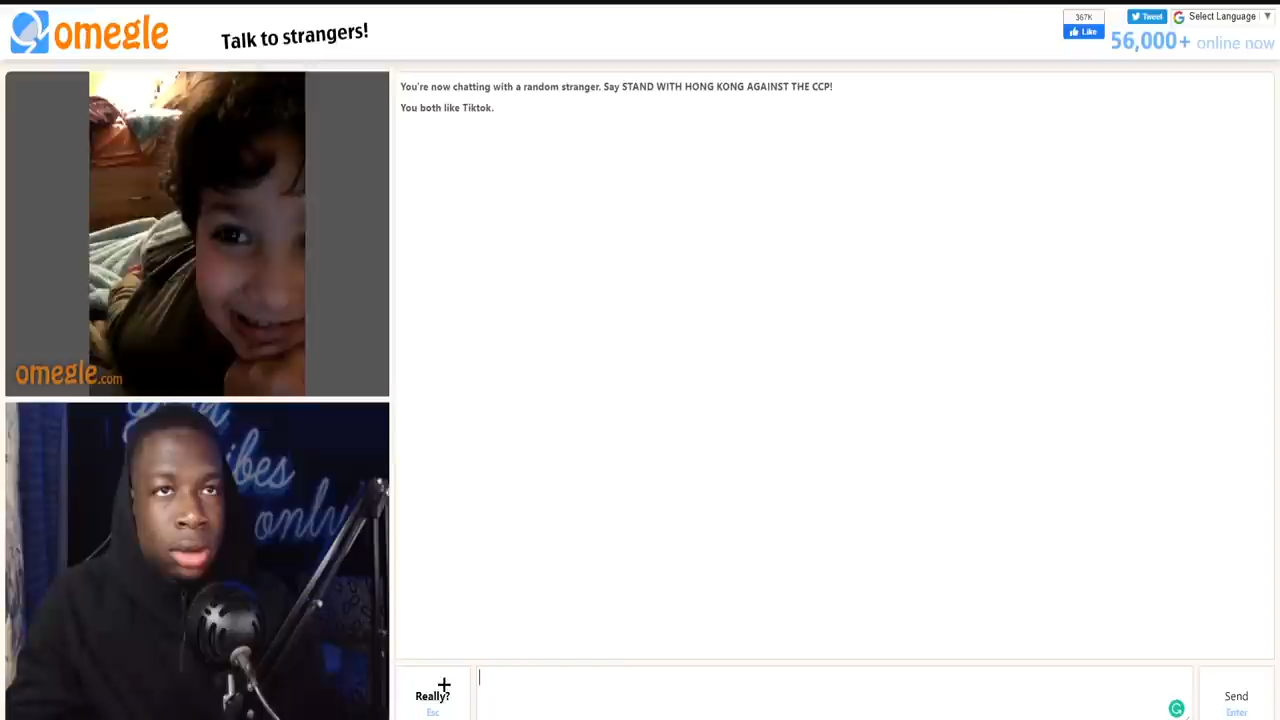 omegle
Talk to strangers!
367K
Like
Tweet
Select Language
56,000+ online now
You're now chatting with a random stranger. Say STAND WITH HONG KONG AGAINST THE CCP!
You both like Tiktok.
omegle.com
vibes
only
Really?
Esc
Send
Enter